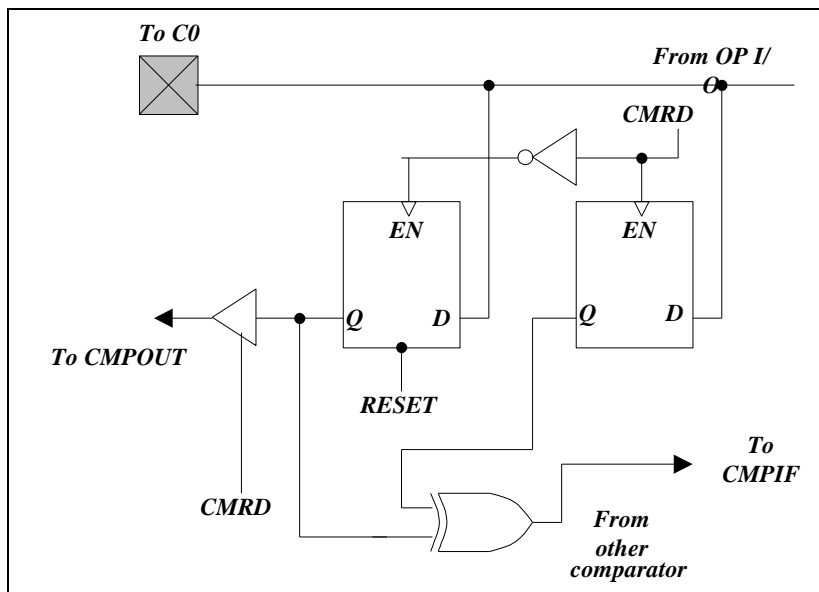 To C0
From OP I/
O
CMRD
EN
EN
Q
D
Q
D
To CMPOUT
RESET
To
CMPIF
CMRD
From
other
comparator